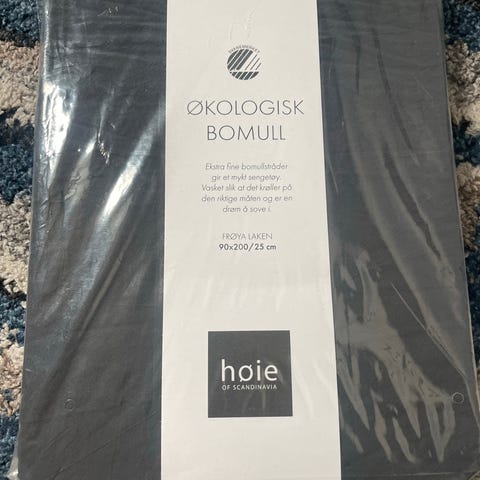 SVANEMERKET
ØKOLOGISK
BOMULL
Ekstra fine bomullstråder
gir et mykt sengetøy.
Vasket slik at det krøller på
den riktige måten og er en
drøm å sove i.
FRØYA LAKEN
90x200/25 cm
høie
OF SCANDINAVIA